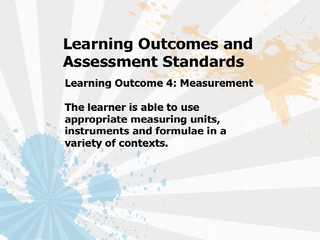 Learning Outcomes and
Assessment Standards
Learning Outcome 4: Measurement
The learner is able to use
appropriate measuring units,
instruments and formulae in a
variety of contexts.